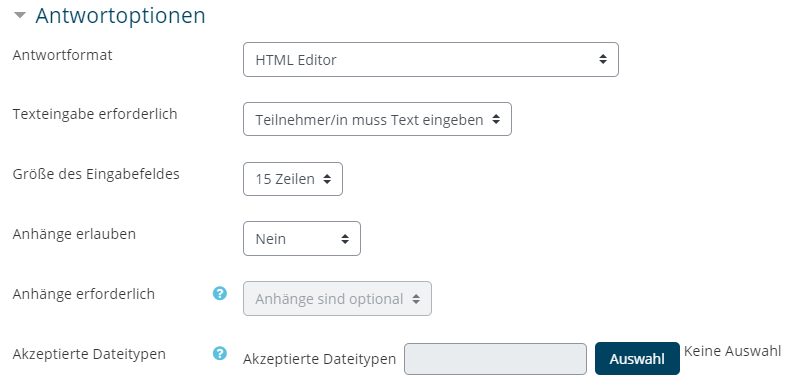 Antwortoptionen
Antwortformat HTML Editor
Texteingabe erforderlich Teilnehmer/in muss Text eingeben
Größe des Eingabefeldes 15 Zeilen
Anhänge erlauben Nein
Anhänge erforderlich ? Anhänge sind optional
Akzeptierte Dateitypen ? Akzeptierte Dateitypen Auswahl Keine Auswahl